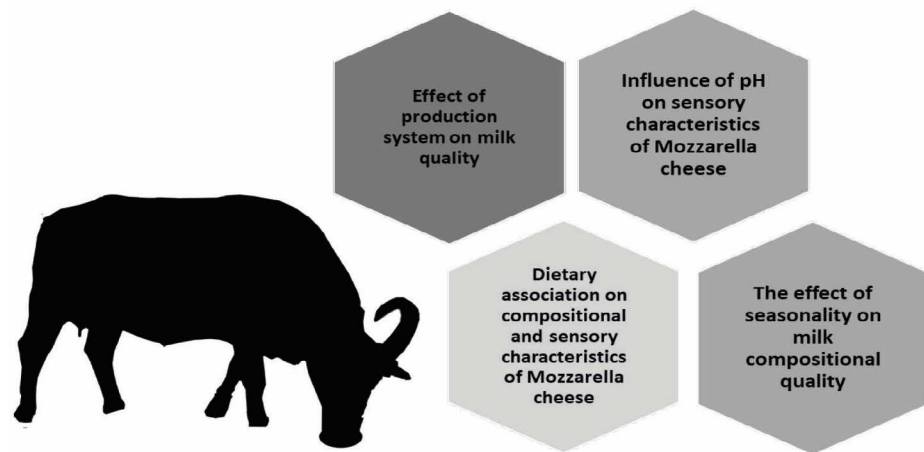 Effect of
production
system on milk
quality
Influence of pH
on sensory
characteristics
of Mozzarella
cheese
Dietary
association on
compositional
and sensory
characteristics
of Mozzarella
cheese
The effect of
seasonality on
milk
compositional
quality